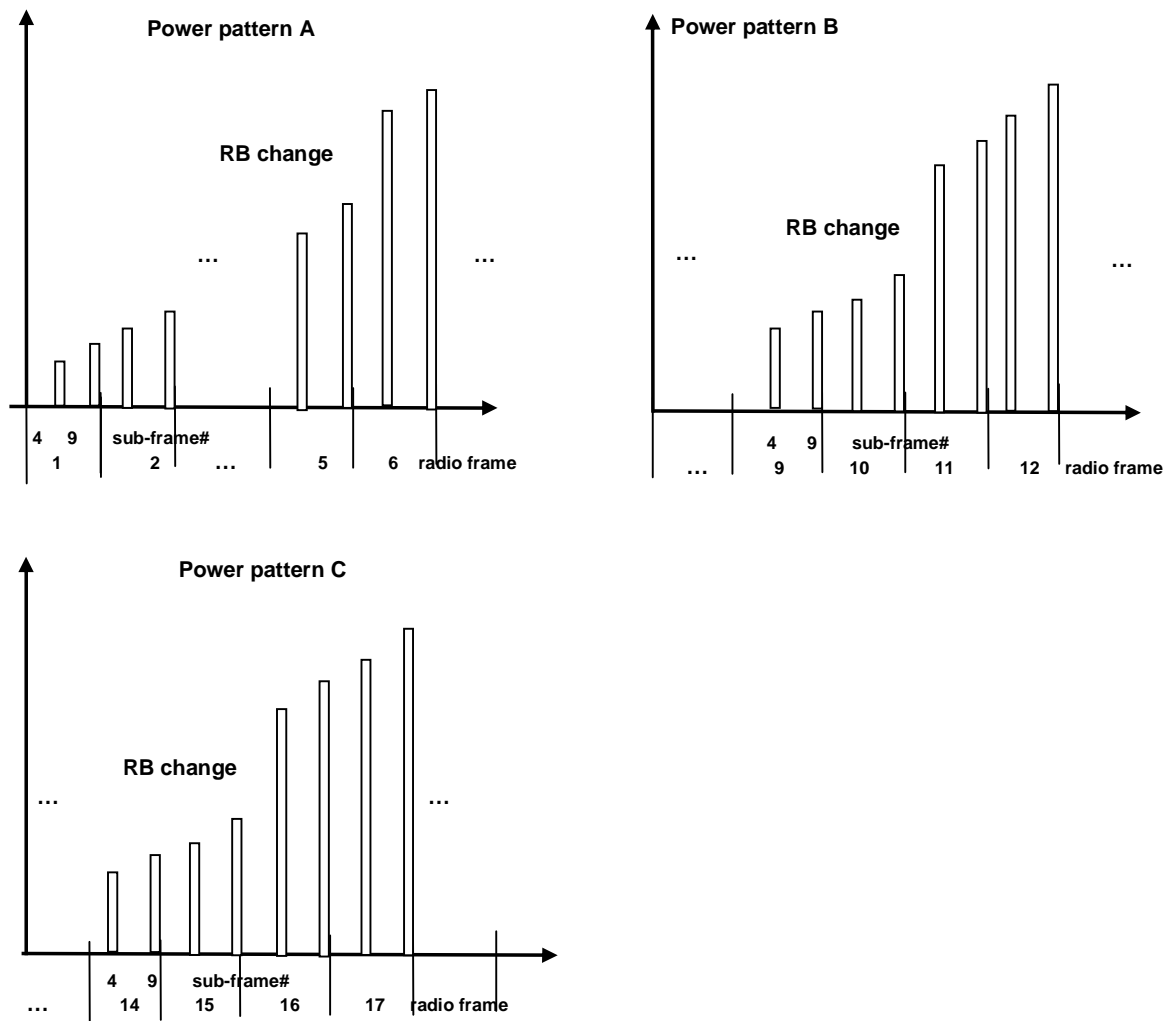 Power pattern A
RB change
... ...
4 9 sub-frame#
1 2 ... 5 6 radio frame
Power pattern B
RB change
... ...
4 9 sub-frame#
... 9 10 11 12 radio frame
Power pattern C
RB change
... ...
4 9 sub-frame#
... 14 15 16 17 radio frame